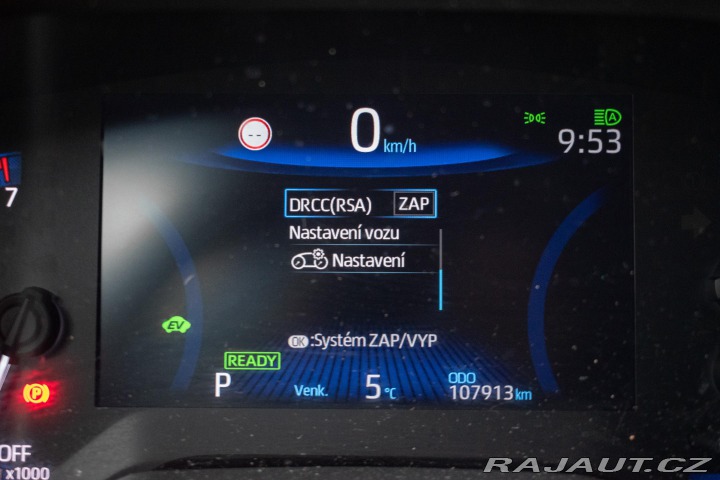 --
0 km/h
A
9:53
7
DRCC(RSA) ZAP
Nastavení vozu
Nastavení
EV
OK :Systém ZAP/VYP
READY
P
Venk. 5 °C
ODO
107913 km
P
OFF
x1000
RAJAUT.CZ